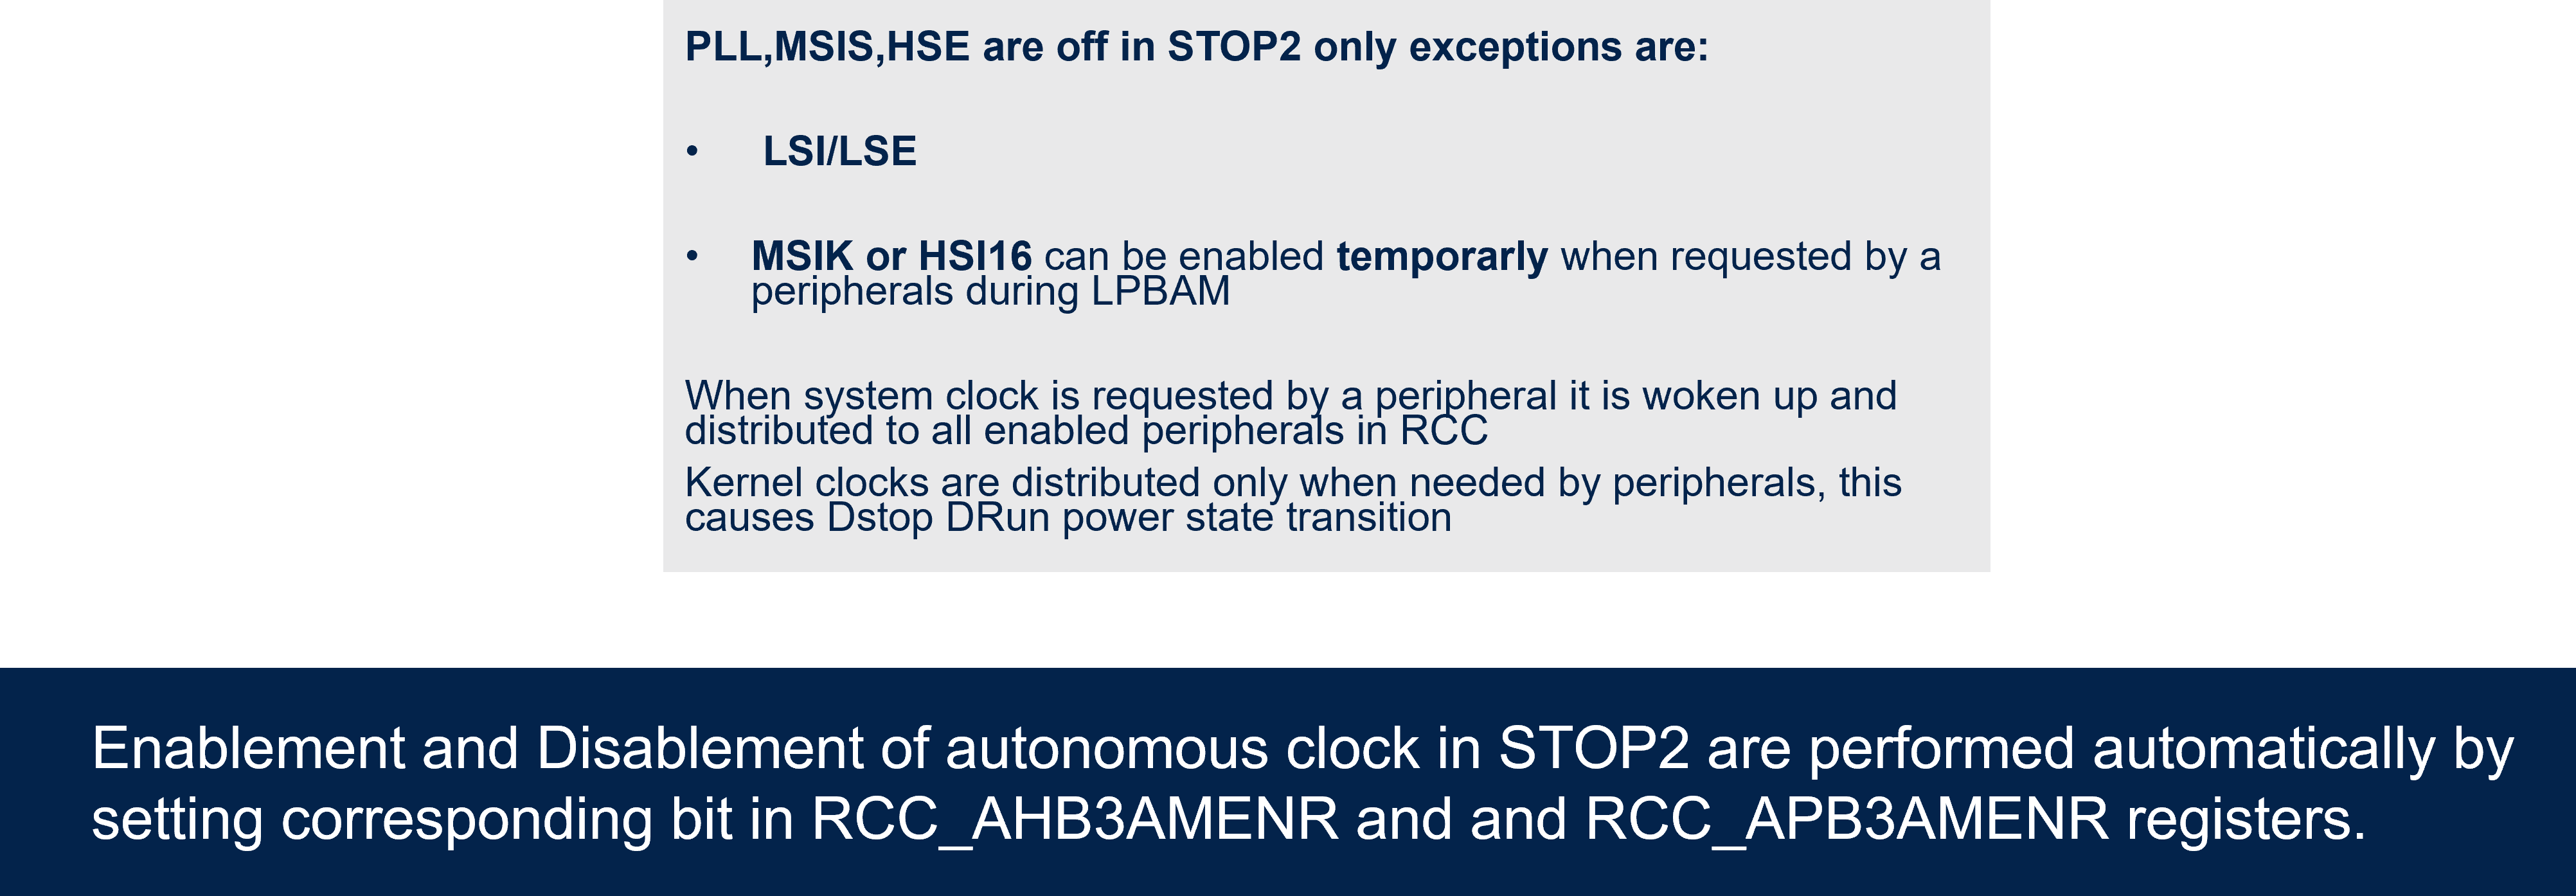 PLL,MSIS,HSE are off in STOP2 only exceptions are:
• LSI/LSE
• MSIK or HSI16 can be enabled temporarly when requested by a
peripherals during LPBAM
When system clock is requested by a peripheral it is woken up and
distributed to all enabled peripherals in RCC
Kernel clocks are distributed only when needed by peripherals, this
causes Dstop DRun power state transition
Enablement and Disablement of autonomous clock in STOP2 are performed automatically by
setting corresponding bit in RCC_AHB3AMENR and and RCC_APB3AMENR registers.